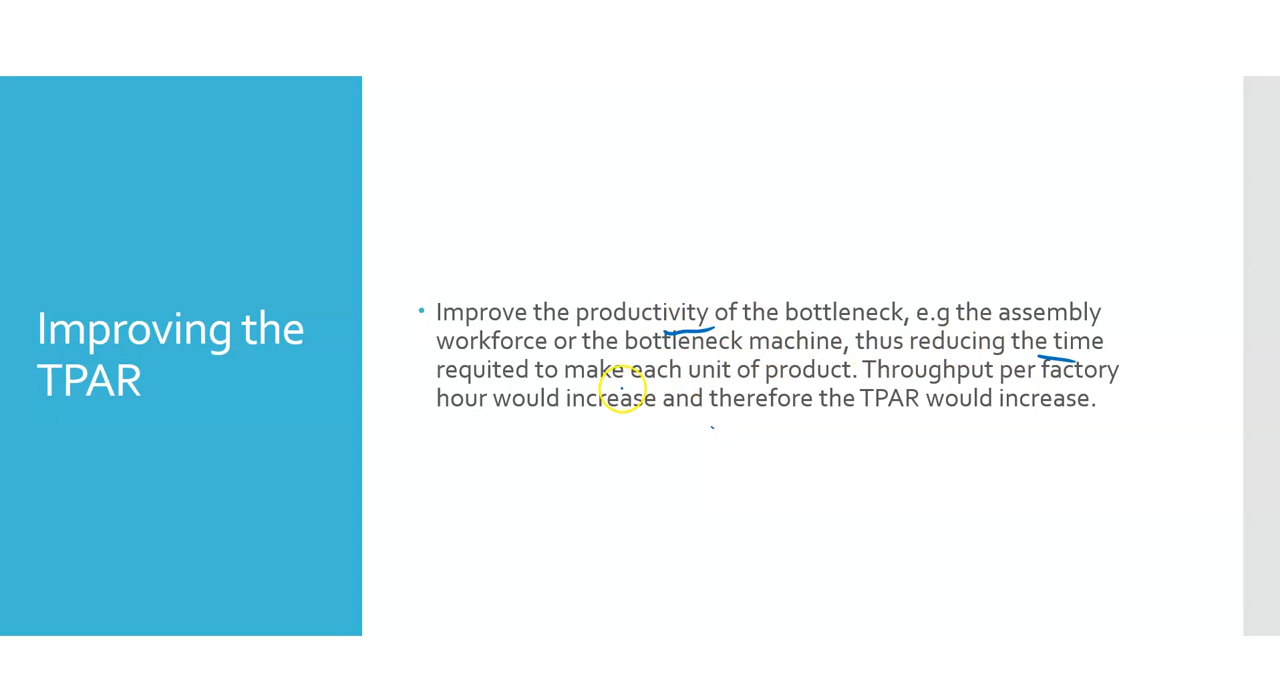 Improving the
TPAR
• Improve the productivity of the bottleneck, e.g the assembly
workforce or the bottleneck machine, thus reducing the time
requited to make each unit of product. Throughput per factory
hour would increase and therefore the TPAR would increase.